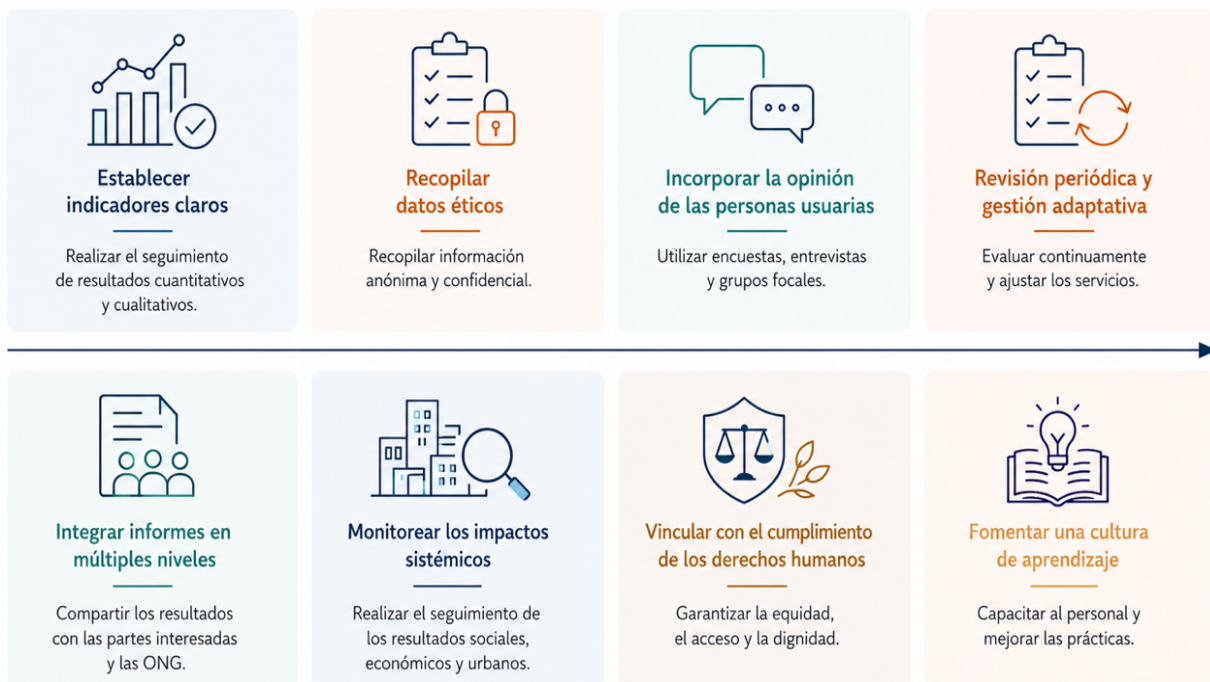 Establecer
indicadores claros
Realizar el seguimiento
de resultados cuantitativos
y cualitativos.
Recopilar
datos éticos
Recopilar información
anónima y confidencial.
Incorporar la opinión
de las personas usuarias
Utilizar encuestas, entrevistas
y grupos focales.
Revisión periódica y
gestión adaptativa
Evaluar continuamente
y ajustar los servicios.
Integrar informes en
múltiples niveles
Compartir los resultados
con las partes interesadas
y las ONG.
Monitorear los impactos
sistémicos
Realizar el seguimiento de
los resultados sociales,
económicos y urbanos.
Vincular con el cumplimiento
de los derechos humanos
Garantizar la equidad,
el acceso y la dignidad.
Fomentar una cultura
de aprendizaje
Capacitar al personal y
mejorar las prácticas.